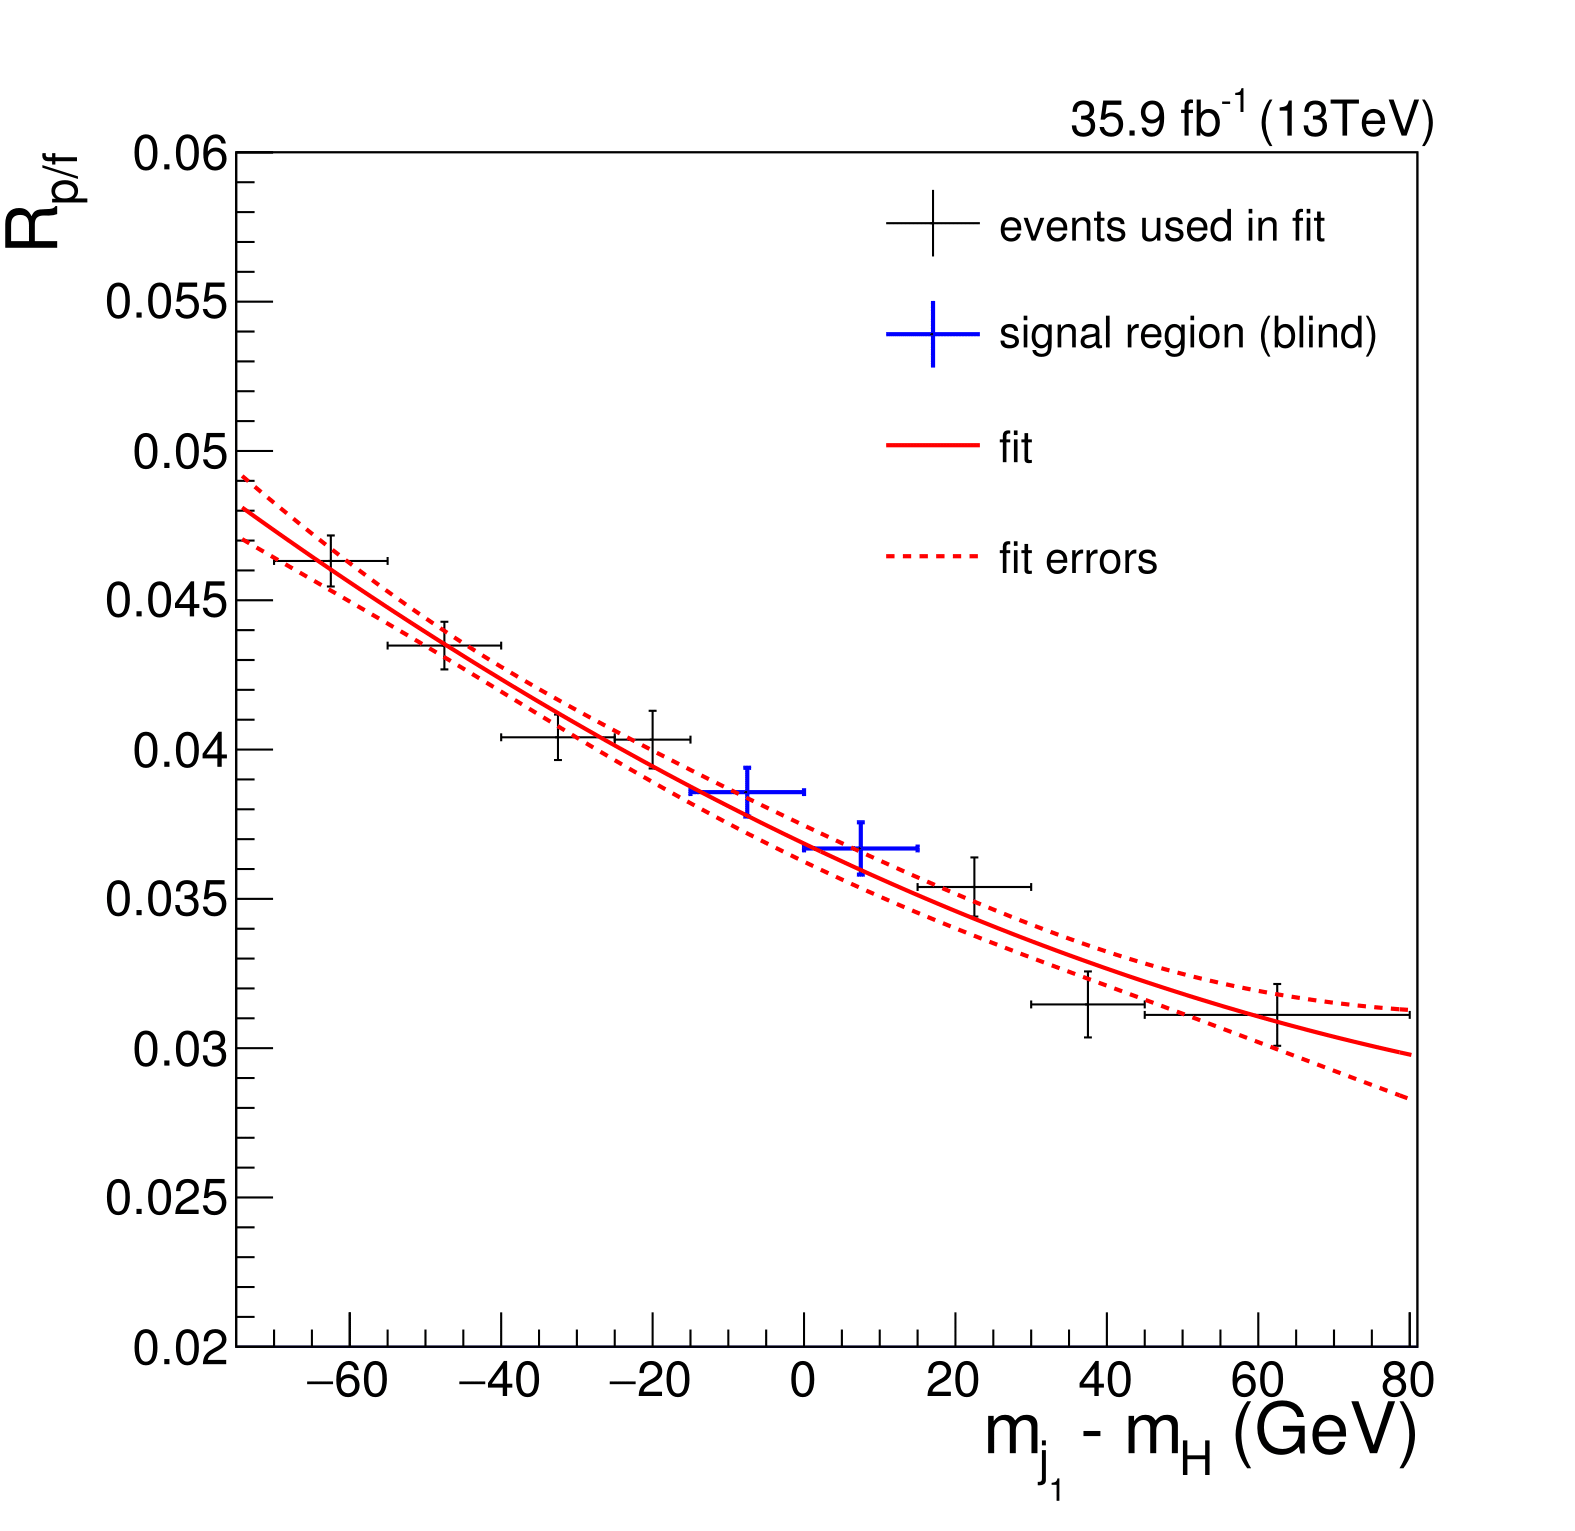 35.9 fb-1 (13TeV)
Rp/f
0.06
0.055
0.05
0.045
0.04
0.035
0.03
0.025
0.02
events used in fit
signal region (blind)
fit
fit errors
−60 −40 −20 0 20 40 60 80
mj1 - mH (GeV)